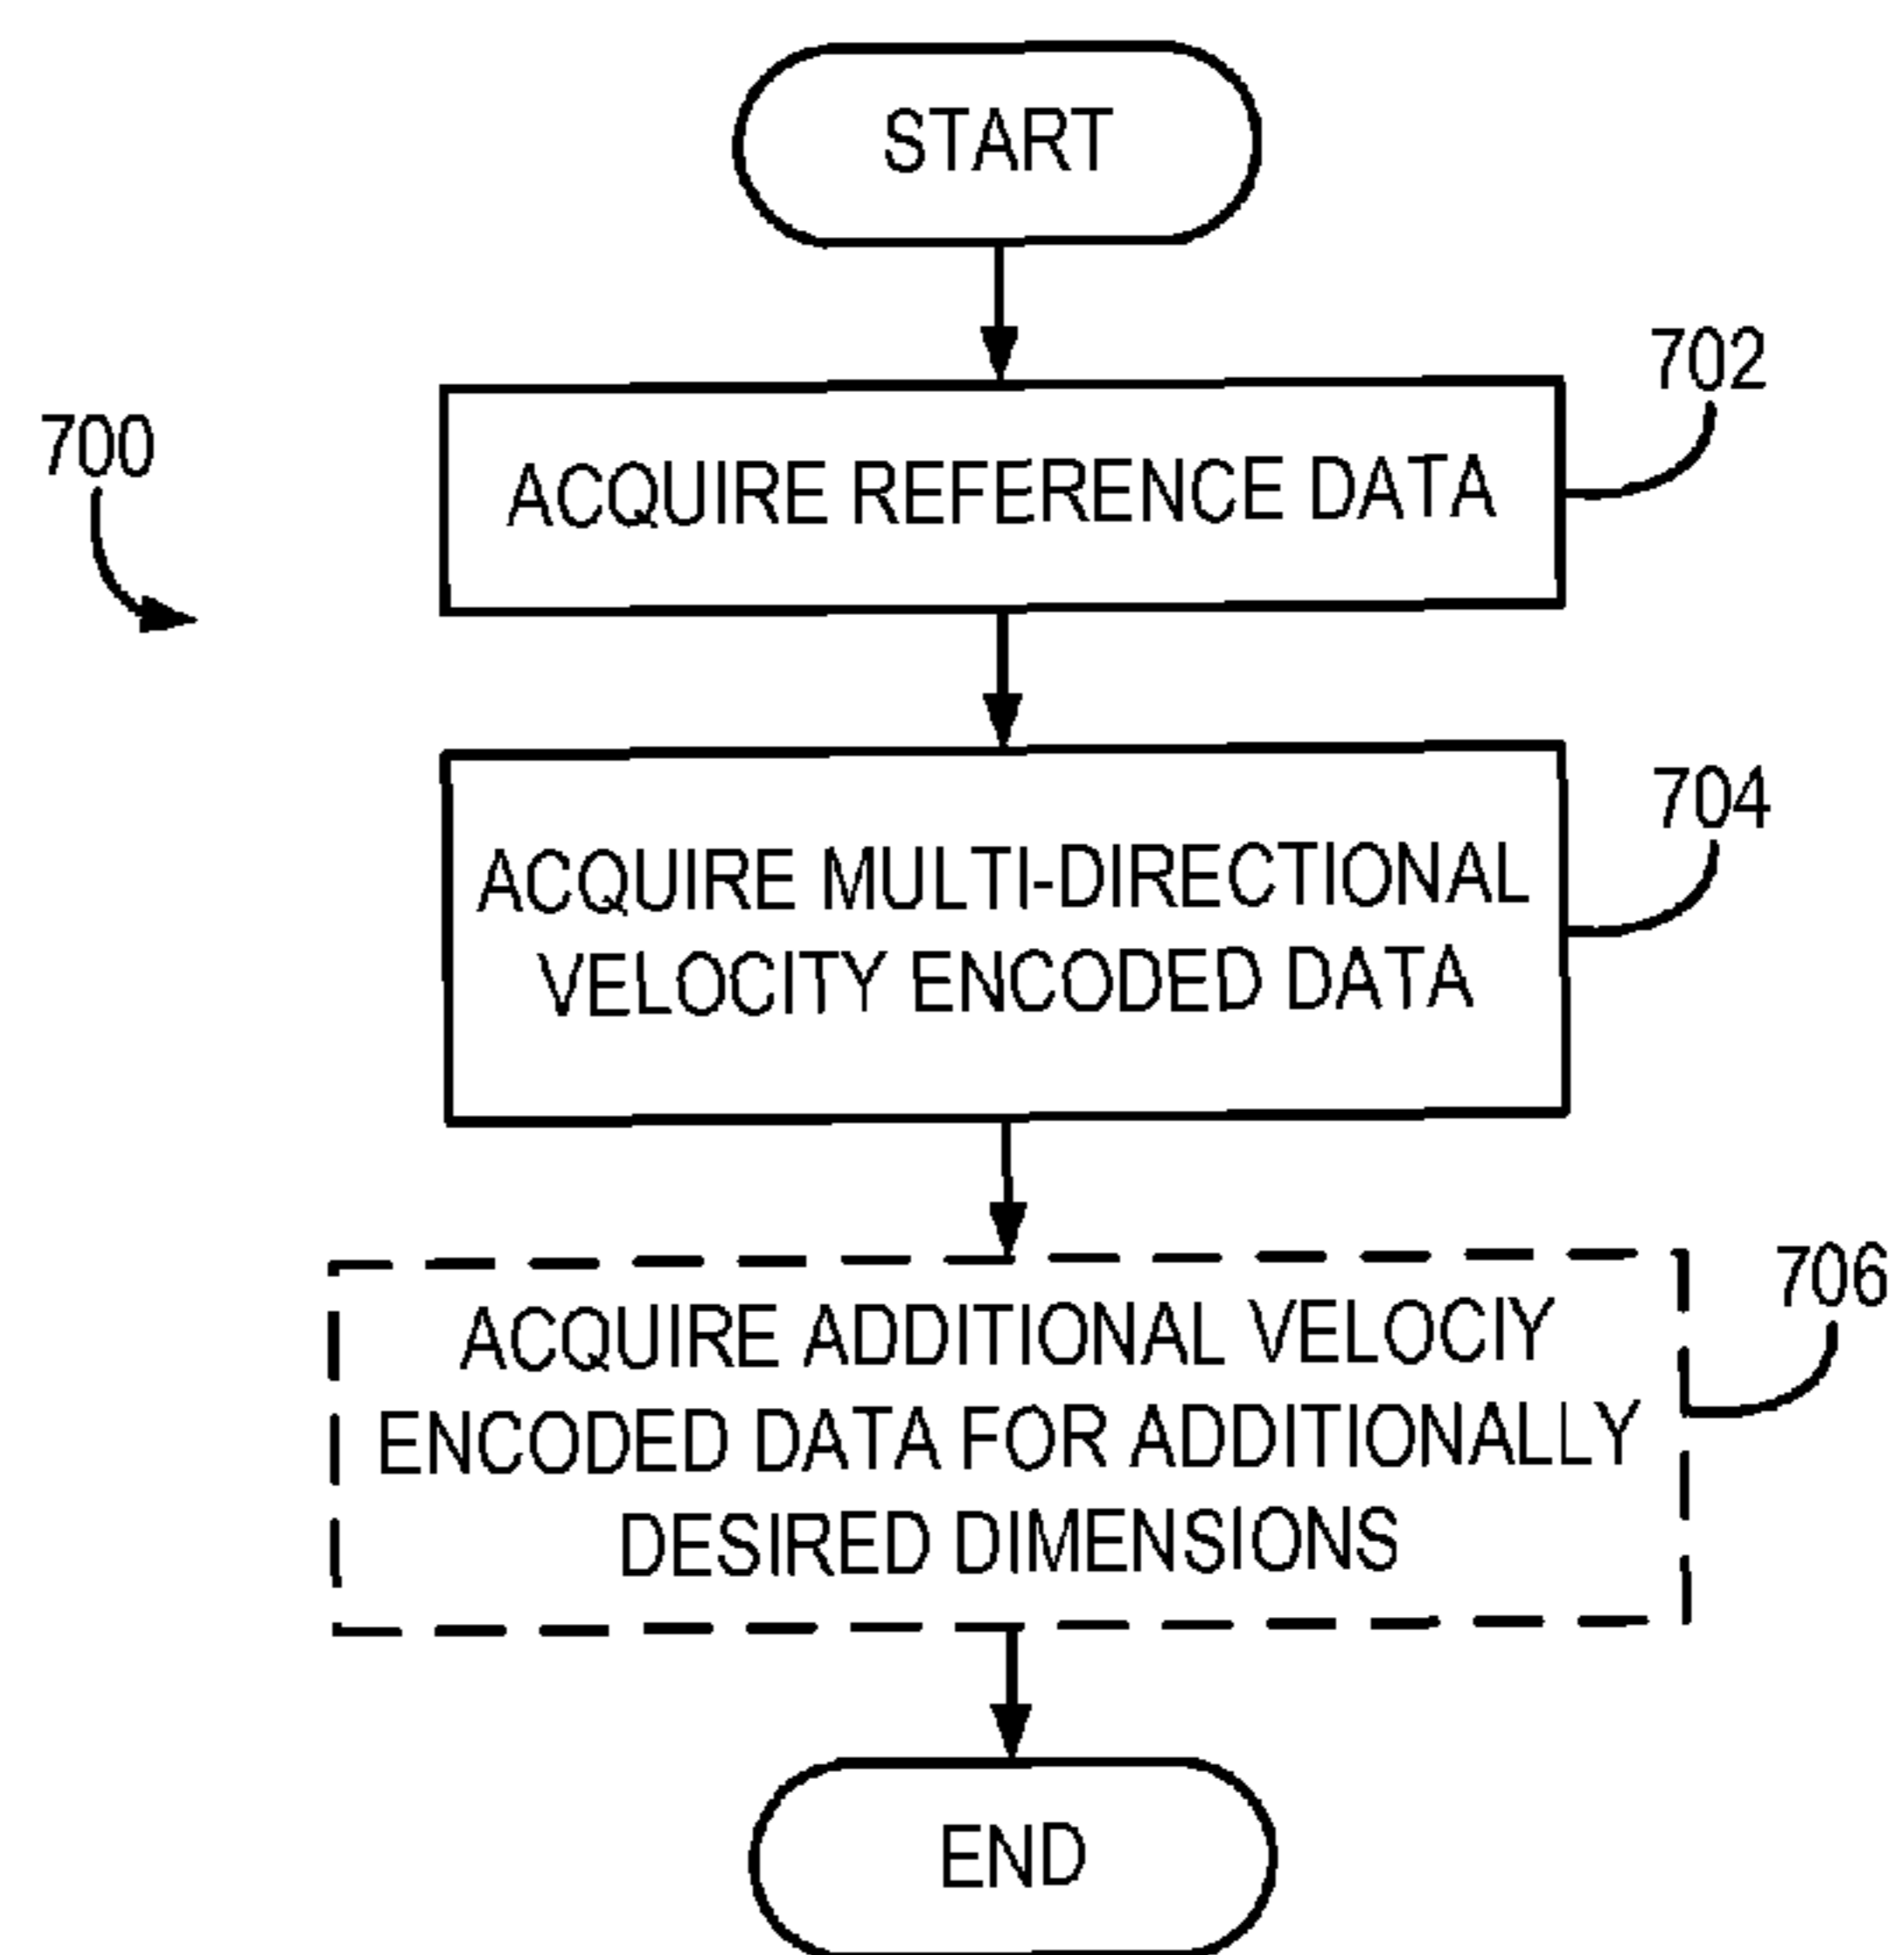 START
702
700
ACQUIRE REFERENCE DATA
704
ACQUIRE MULTI-DIRECTIONAL
VELOCITY ENCODED DATA
706
ACQUIRE ADDITIONAL VELOCIY
ENCODED DATA FOR ADDITIONALLY
DESIRED DIMENSIONS
END